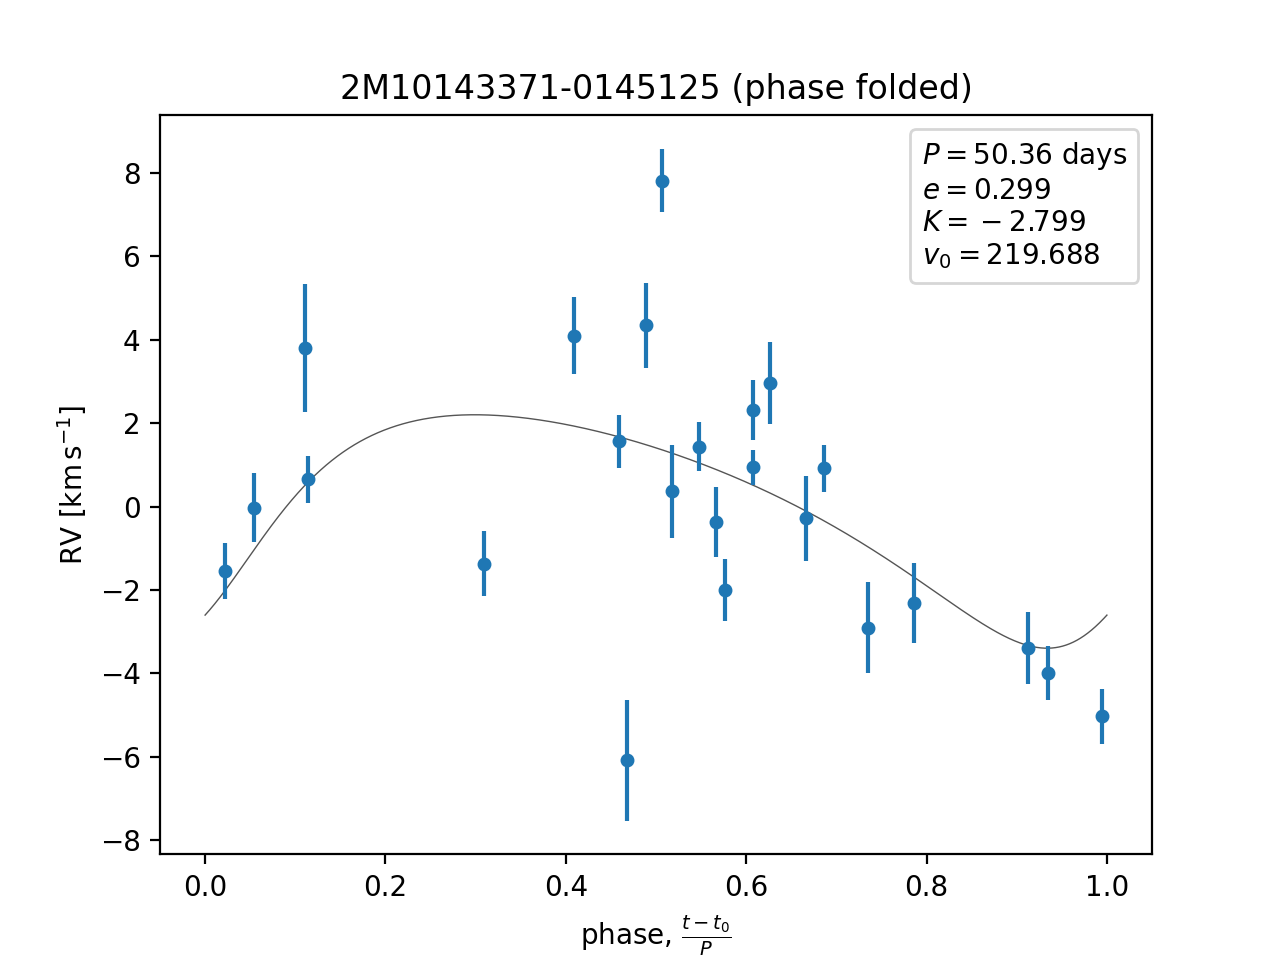 2M10143371-0145125 (phase folded)
P = 50.36 days
e = 0.299
K = −2.799
v₀ = 219.688
8
6
4
2
0
−2
−4
−6
−8
RV [km s⁻¹]
0.0 0.2 0.4 0.6 0.8 1.0
phase, (t − t₀)/P